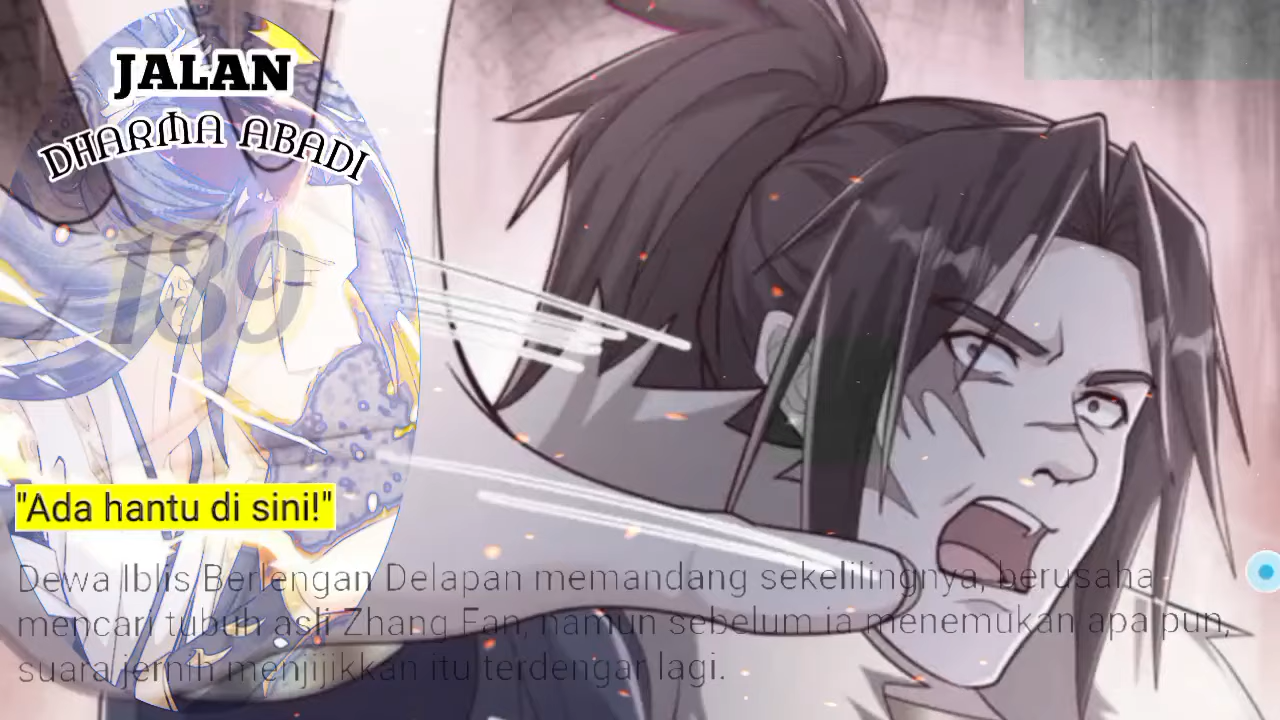 JALAN
DHARMA ABADI
189
"Ada hantu di sini!"
Dewa Iblis Berlengan Delapan memandang sekelilingnya, berusaha
mencari tubuh asli Zhang Fan, namun sebelum ia menemukan apa pun,
suara jernih menjijikkan itu terdengar lagi.